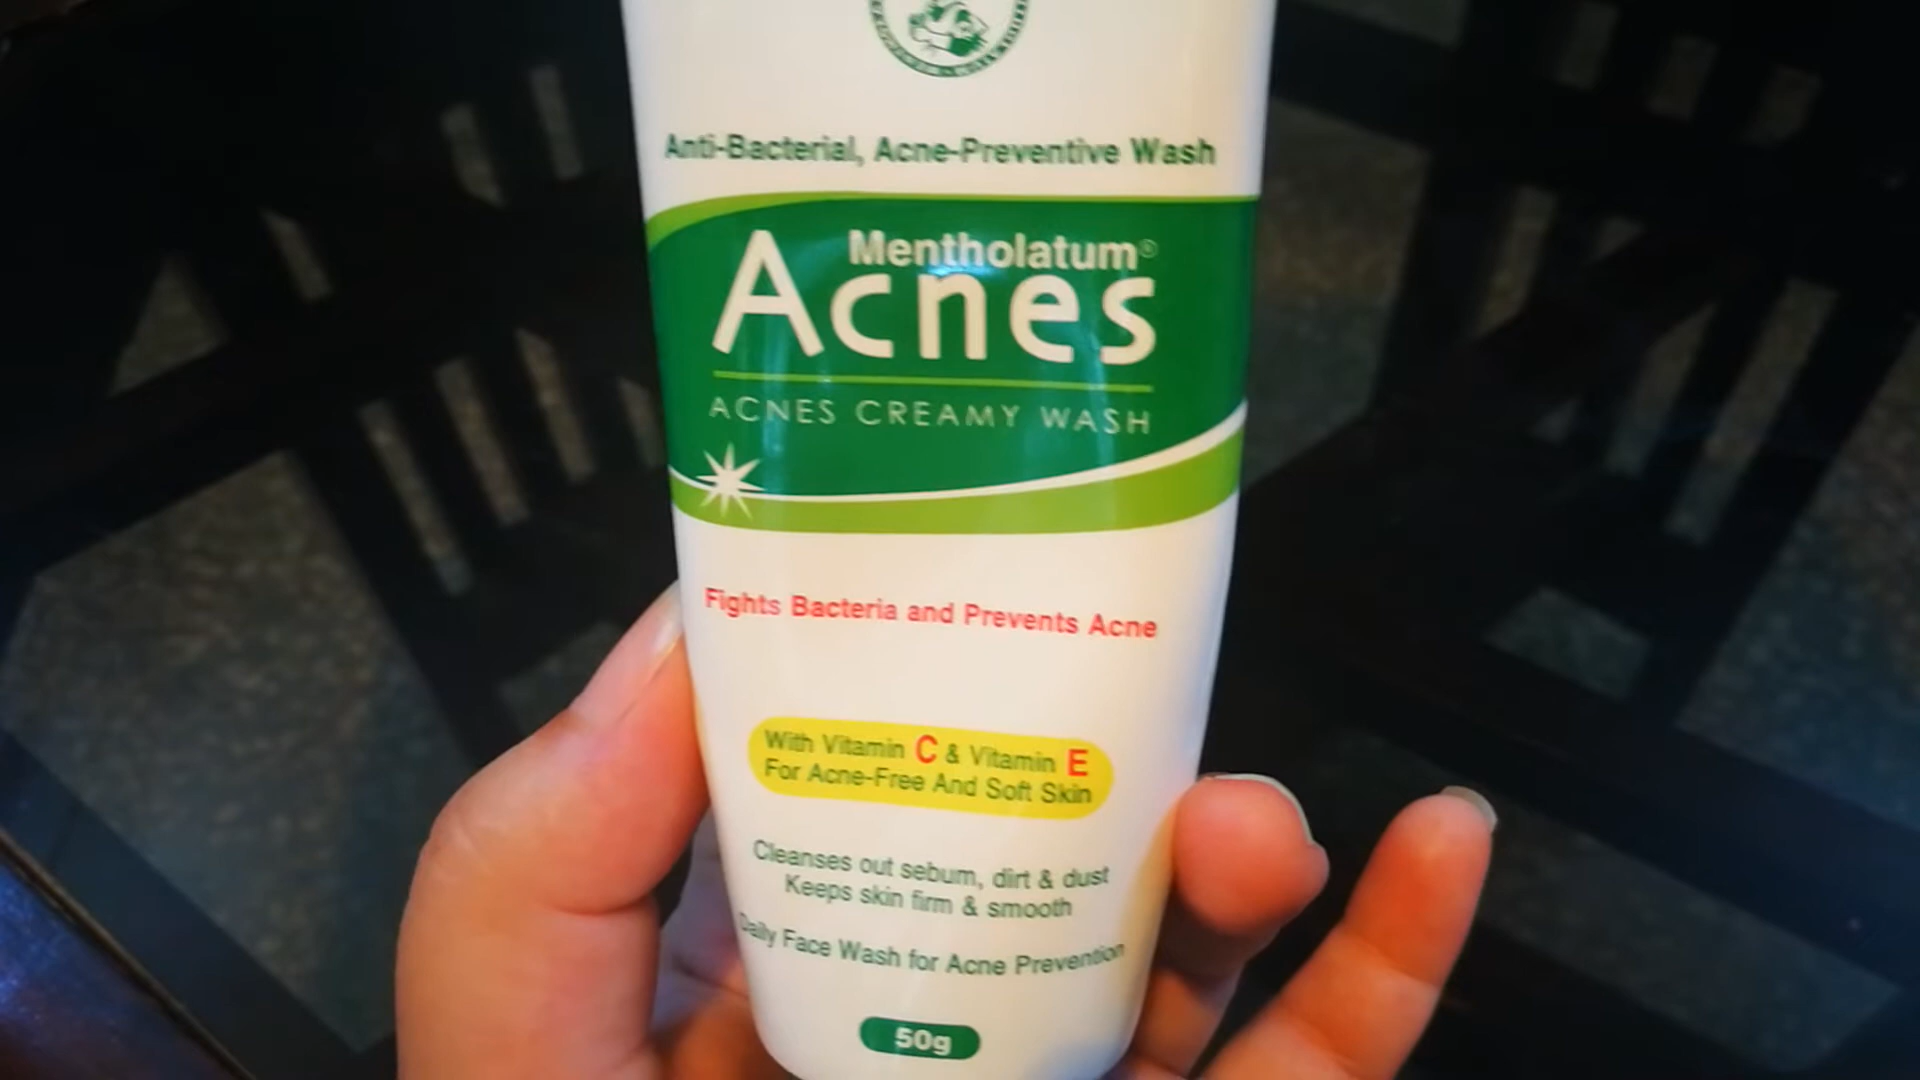 Anti-Bacterial, Acne-Preventive Wash
Mentholatum®
Acnes
ACNES CREAMY WASH
Fights Bacteria and Prevents Acne
With Vitamin C & Vitamin E
For Acne-Free And Soft Skin
Cleanses out sebum, dirt & dust
Keeps skin firm & smooth
Daily Face Wash for Acne Prevention
50g